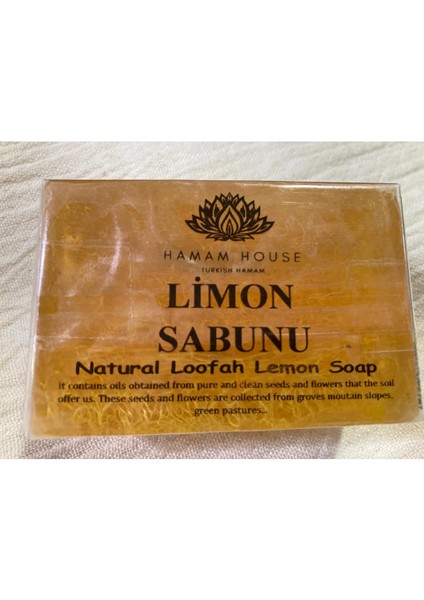 HAMAM HOUSE
TURKISH HAMAM
LİMON
SABUNU
Natural Loofah Lemon Soap
it contains oils obtained from pure and clean seeds and flowers that the soil
offer us. These seeds and flowers are collected from groves moutain slopes,
green pastures...